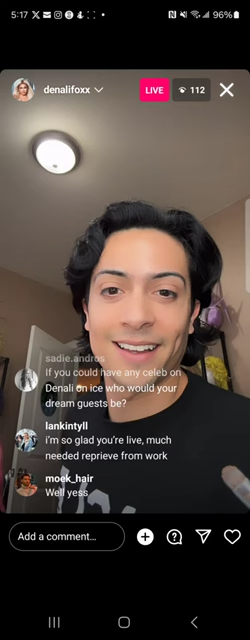 5:17
96%
denalifoxx
LIVE
112
sadie.andros
If you could have any celeb on
Denali on ice who would your
dream guests be?
lankintyll
i'm so glad you're live, much
needed reprieve from work
moek_hair
Well yess
Add a comment...